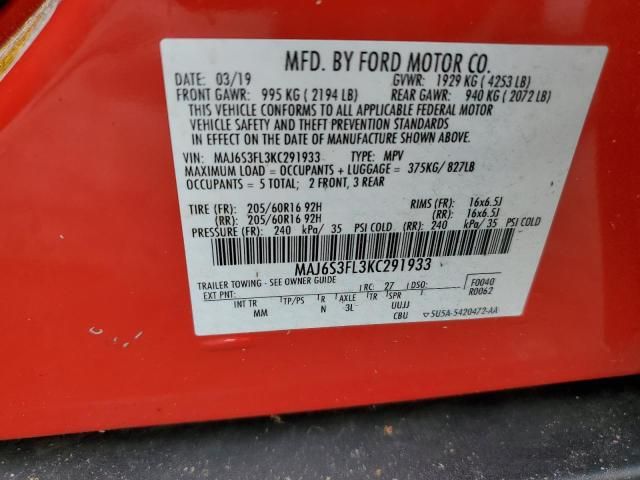 MFD. BY FORD MOTOR CO.
DATE: 03/19 GVWR: 1929 KG (4253 LB)
FRONT GAWR: 995 KG (2194 LB) REAR GAWR: 940 KG (2072 LB)
THIS VEHICLE CONFORMS TO ALL APPLICABLE FEDERAL MOTOR
VEHICLE SAFETY AND THEFT PREVENTION STANDARDS
IN EFFECT ON THE DATE OF MANUFACTURE SHOWN ABOVE.
VIN: MAJ6S3FL3KC291933 TYPE: MPV
MAXIMUM LOAD = OCCUPANTS + LUGGAGE = 375KG/ 827LB
OCCUPANTS = 5 TOTAL; 2 FRONT, 3 REAR
TIRE (FR): 205/60R16 92H RIMS (FR): 16x6.5J
(RR): 205/60R16 92H (RR): 16x6.5J
PRESSURE (FR): 240 kPa/ 35 PSI COLD (RR): 240 kPa/ 35 PSI COLD
MAJ6S3FL3KC291933
TRAILER TOWING - SEE OWNER GUIDE
EXT PNT: RC: 27 DSO: F0040
INT TR TP/PS R AXLE TR SPR R0062
MM N 3L UUJJ
CBU 5U5A-5420472-AA